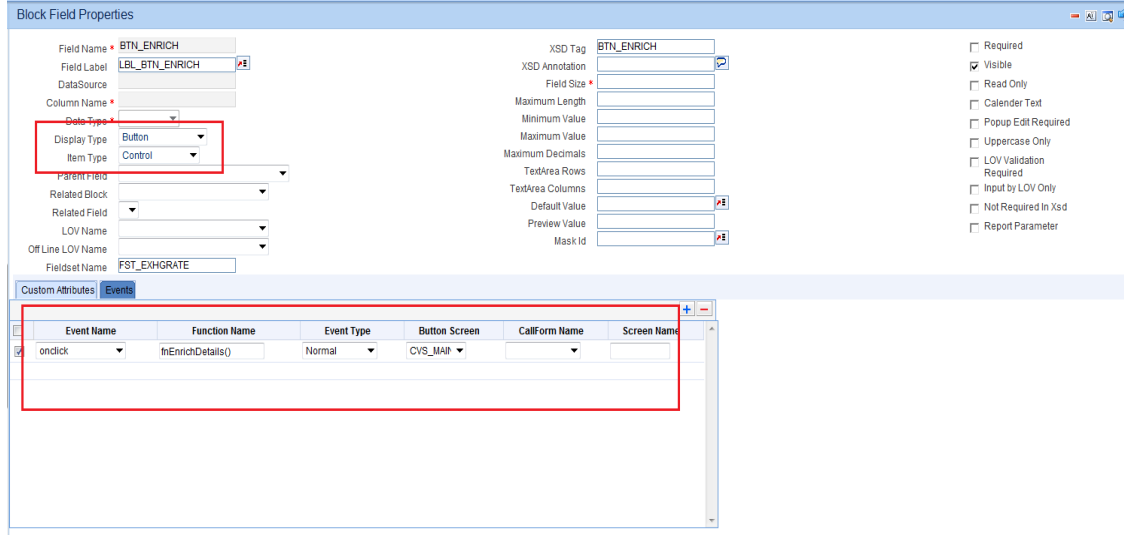 Block Field Properties
Field Name * BTN_ENRICH
Field Label LBL_BTN_ENRICH
DataSource
Column Name *
Data Type *
Display Type Button
Item Type Control
Parent Field
Related Block
Related Field
LOV Name
Off Line LOV Name
Fieldset Name FST_EXHGRATE
XSD Tag BTN_ENRICH
XSD Annotation
Field Size *
Maximum Length
Minimum Value
Maximum Value
Maximum Decimals
TextArea Rows
TextArea Columns
Default Value
Preview Value
Mask Id
Required
Visible
Read Only
Calender Text
Popup Edit Required
Uppercase Only
LOV Validation
Required
Input by LOV Only
Not Required In Xsd
Report Parameter
Custom Attributes Events
Event Name Function Name Event Type Button Screen CallForm Name Screen Name
onclick fnEnrichDetails() Normal CVS_MAIN